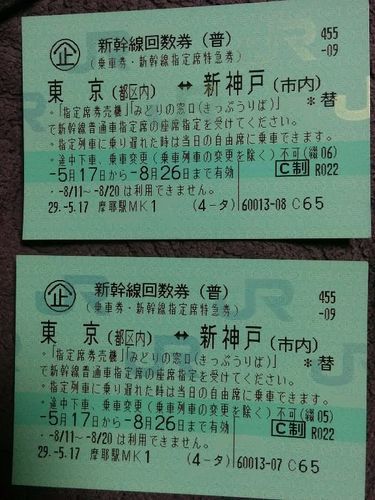 企 新幹線回数券（普） 455
（乗車券・新幹線指定席特急券） -09
東 京（都区内） ↔ 新神戸（市内）
＊替
・「指定席券売機」「みどりの窓口（きっぷうりば）」
で新幹線普通車指定席の座席指定を受けてください。
・指定列車に乗り遅れた時は当日の自由席に乗車できます。
・途中下車、乗車変更（乗車列車の変更を除く）不可（綴06）
-5月17日から-8月26日まで有効 C制 R022
・-8/11～-8/20は利用できません。
29.-5.17 摩耶駅MK1 （4-タ） 60013-08 C65
企 新幹線回数券（普） 455
（乗車券・新幹線指定席特急券） -09
東 京（都区内） ↔ 新神戸（市内）
＊替
・「指定席券売機」「みどりの窓口（きっぷうりば）」
で新幹線普通車指定席の座席指定を受けてください。
・指定列車に乗り遅れた時は当日の自由席に乗車できます。
・途中下車、乗車変更（乗車列車の変更を除く）不可（綴05）
-5月17日から-8月26日まで有効 C制 R022
・-8/11～-8/20は利用できません。
29.-5.17 摩耶駅MK1 （4-タ） 60013-07 C65